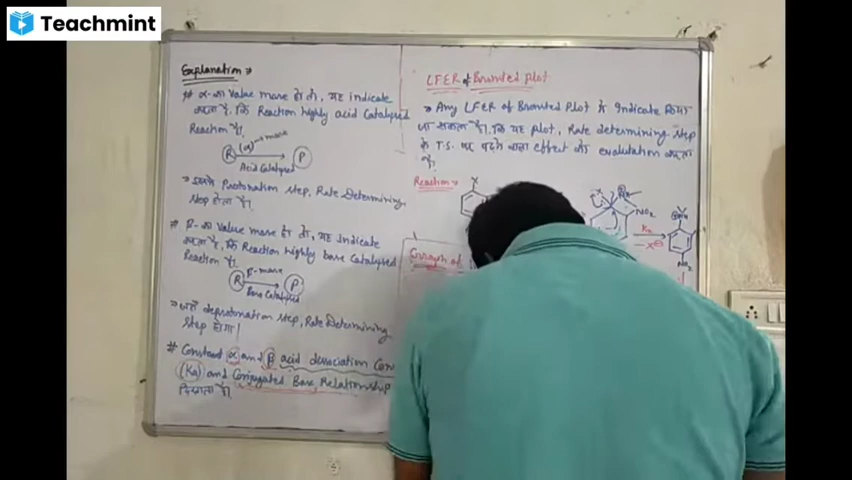 Teachmint
Explanation →
# α-का value more हो तो, यह indicate
करता है, कि Reaction highly acid Catalysed
Reaction है।
R (α) → more P
Acid Catalysed
→ इसमें Protonation step, Rate Determining
step होता है।
# β-का value more हो तो, यह indicate
करता है, कि Reaction highly base Catalysed
Reaction है।
R β-more P
Base Catalysed
→ जहाँ deprotonation step, Rate Determining
step होगा।
# Constant α and β acid dissociation Con
(Ka) and Conjugated Base Relationship
दिखाता है।
LFER of Bronsted plot
→ Any LFER of Bronsted Plot से indicate किया
जा सकता है। कि यह plot, Rate determining step
के T.S. पर पड़ने वाला effect को evaluation करता
है।
Reaction →
X
X
NO₂
K₂
-X⊖
NO₂
Graph of